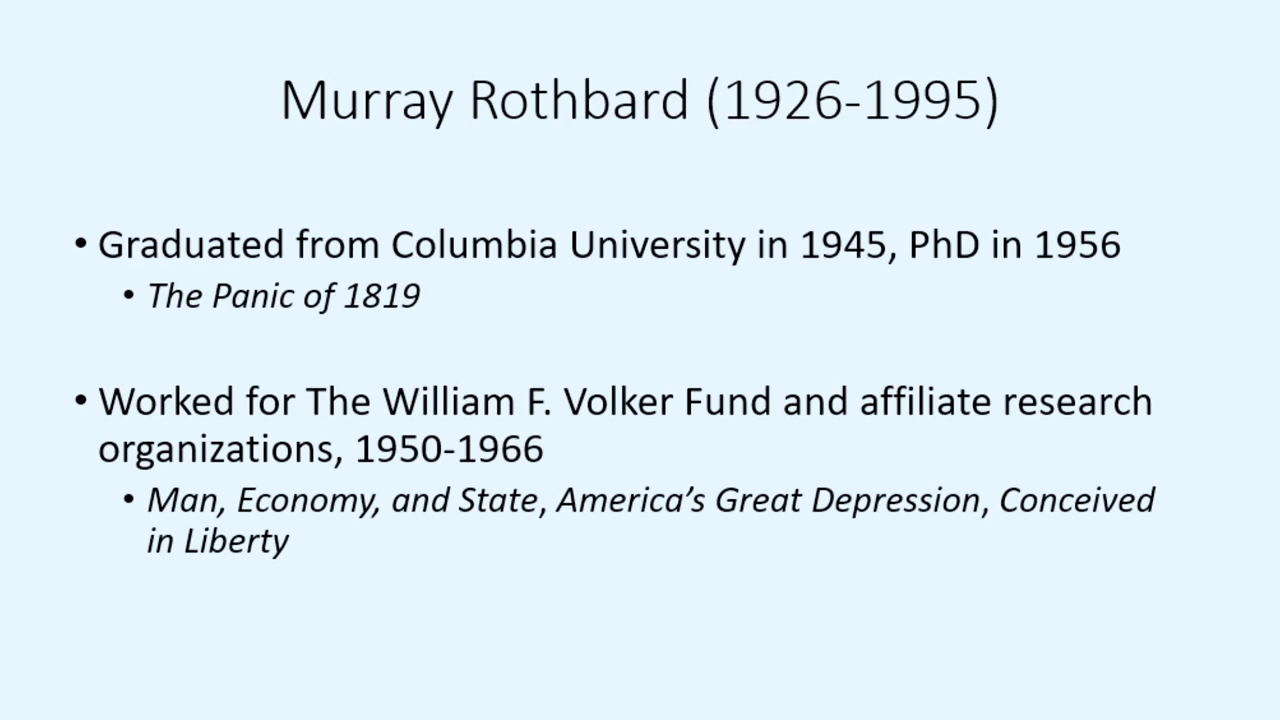 Murray Rothbard (1926-1995)
• Graduated from Columbia University in 1945, PhD in 1956
• The Panic of 1819
• Worked for The William F. Volker Fund and affiliate research
organizations, 1950-1966
• Man, Economy, and State, America’s Great Depression, Conceived
in Liberty